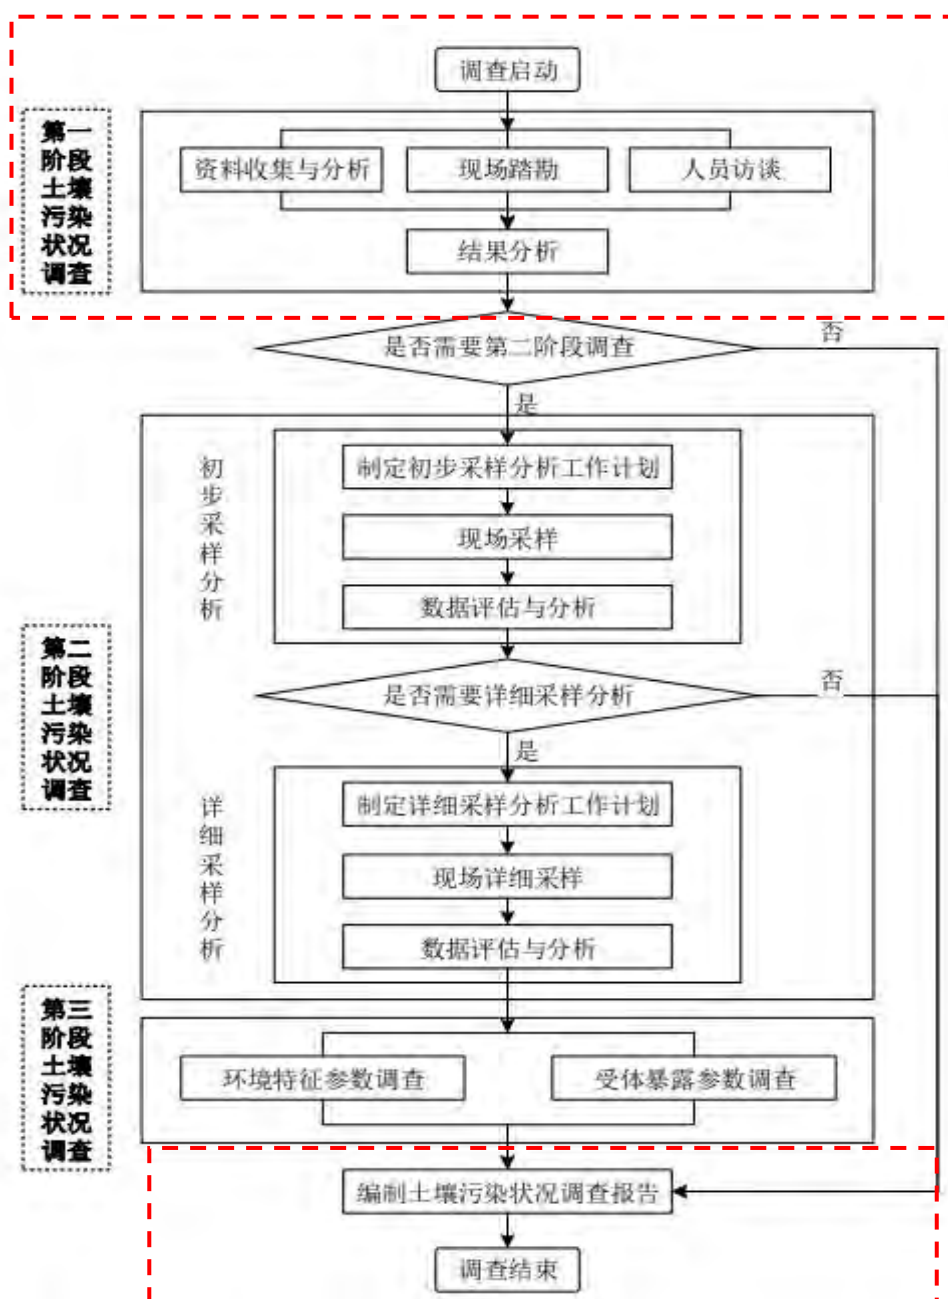 调查启动
第一
阶段
土壤
污染
状况
调查
资料收集与分析
现场踏勘
人员访谈
结果分析
是否需要第二阶段调查
否
是
初
步
采
样
分
析
制定初步采样分析工作计划
现场采样
数据评估与分析
第二
阶段
土壤
污染
状况
调查
是否需要详细采样分析
否
是
详
细
采
样
分
析
制定详细采样分析工作计划
现场详细采样
数据评估与分析
第三
阶段
土壤
污染
状况
调查
环境特征参数调查
受体暴露参数调查
编制土壤污染状况调查报告
调查结束